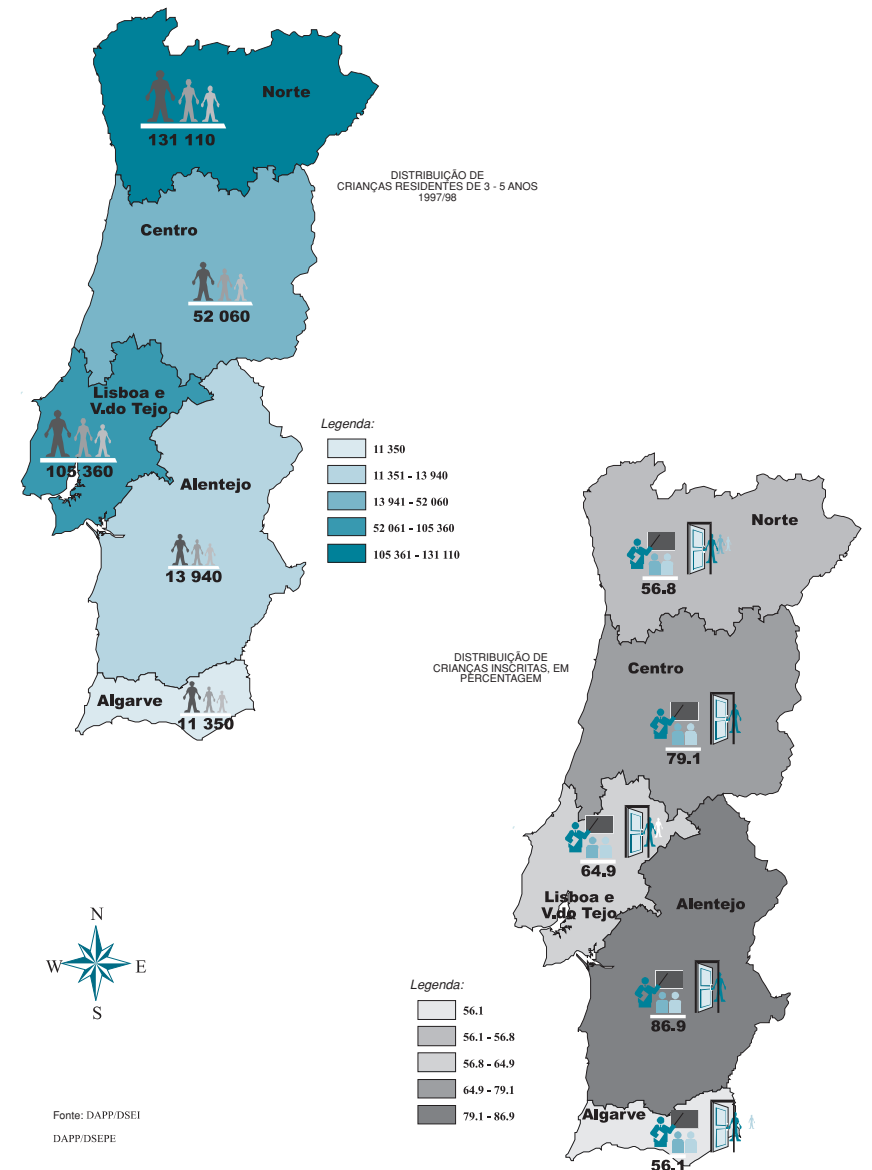 Norte
131 110
DISTRIBUIÇÃO DE
CRIANÇAS RESIDENTES DE 3 - 5 ANOS
1997/98
Centro
52 060
Lisboa e
V.do Tejo
105 360
Alentejo
13 940
Algarve
11 350
Legenda:
11 350
11 351 - 13 940
13 941 - 52 060
52 061 - 105 360
105 361 - 131 110
Norte
56.8
DISTRIBUIÇÃO DE
CRIANÇAS INSCRITAS, EM
PERCENTAGEM
Centro
79.1
64.9
Lisboa e
V.do Tejo
Alentejo
86.9
Algarve
56.1
Legenda:
56.1
56.1 - 56.8
56.8 - 64.9
64.9 - 79.1
79.1 - 86.9
N
W E
S
Fonte: DAPP/DSEI
DAPP/DSEPE